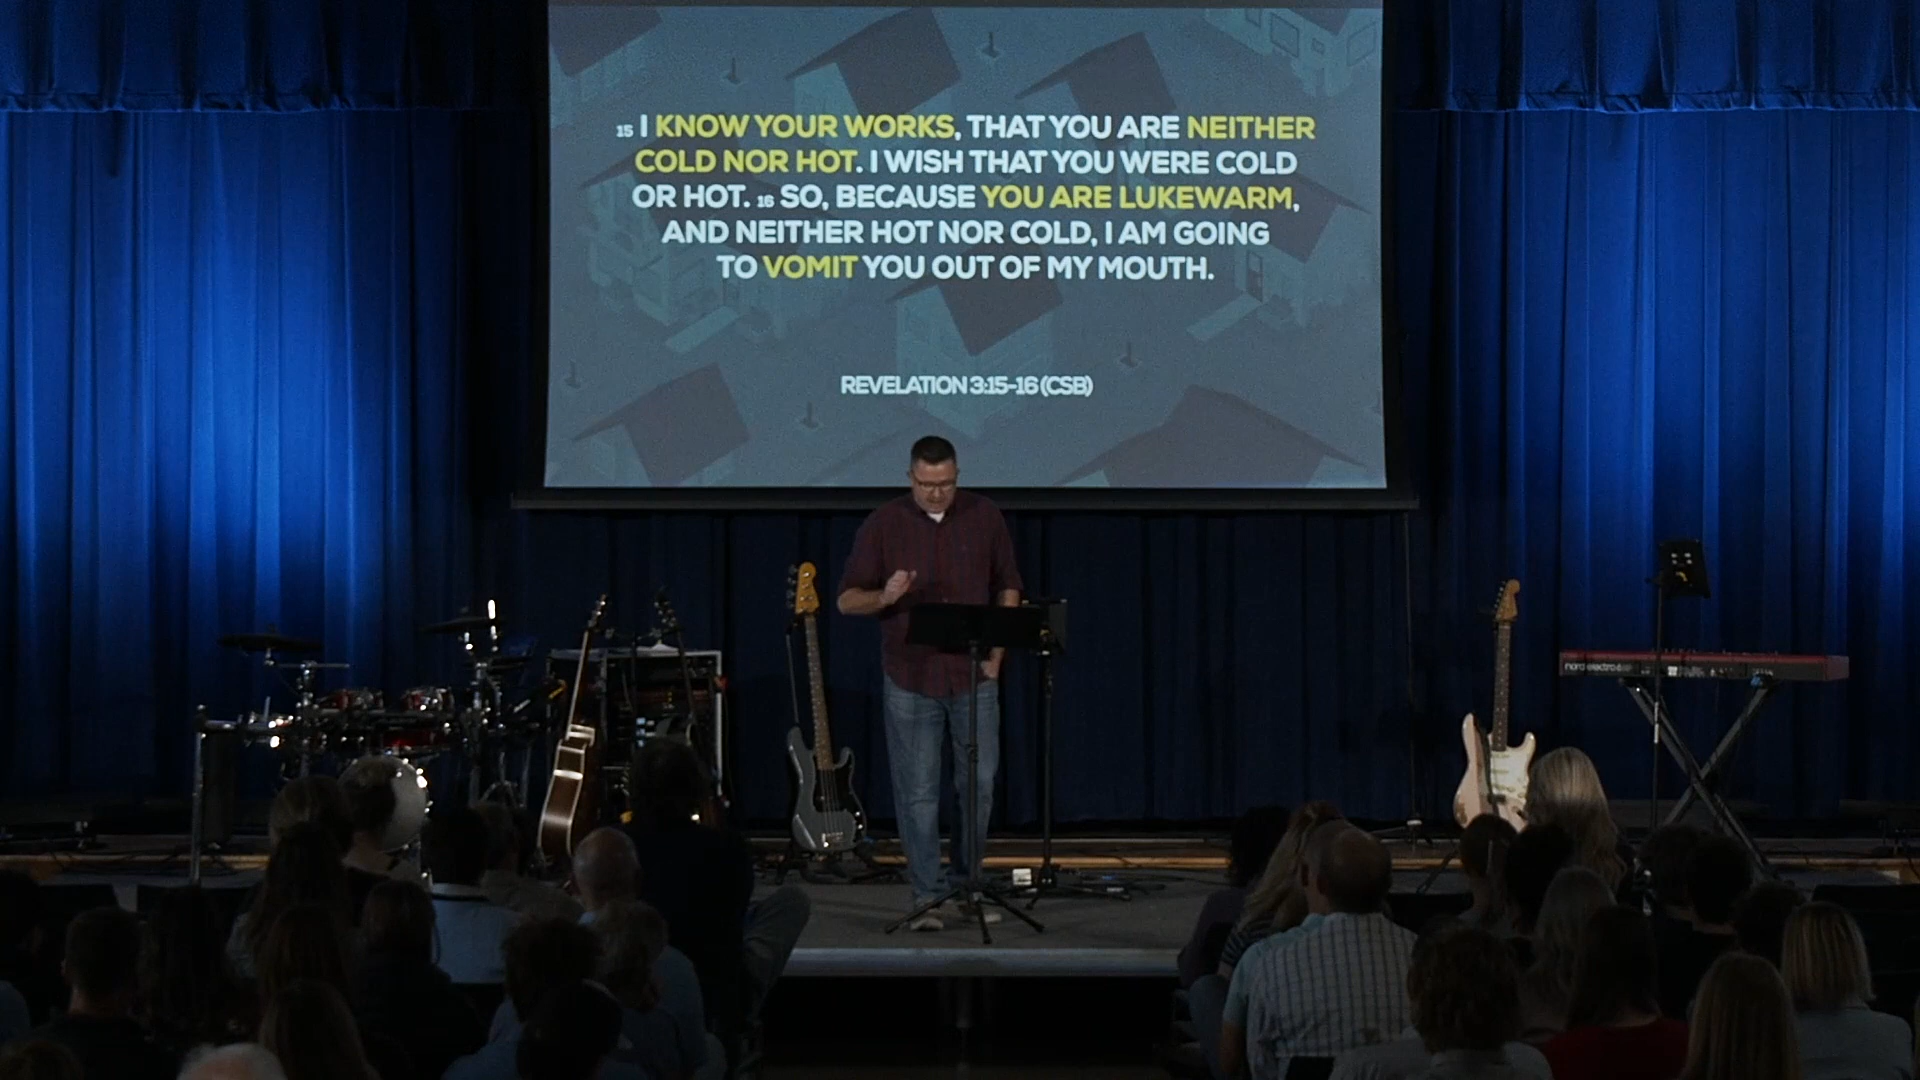 15 I KNOW YOUR WORKS, THAT YOU ARE NEITHER
COLD NOR HOT. I WISH THAT YOU WERE COLD
OR HOT. 16 SO, BECAUSE YOU ARE LUKEWARM,
AND NEITHER HOT NOR COLD, I AM GOING
TO VOMIT YOU OUT OF MY MOUTH.
REVELATION 3:15-16 (CSB)
nord electro